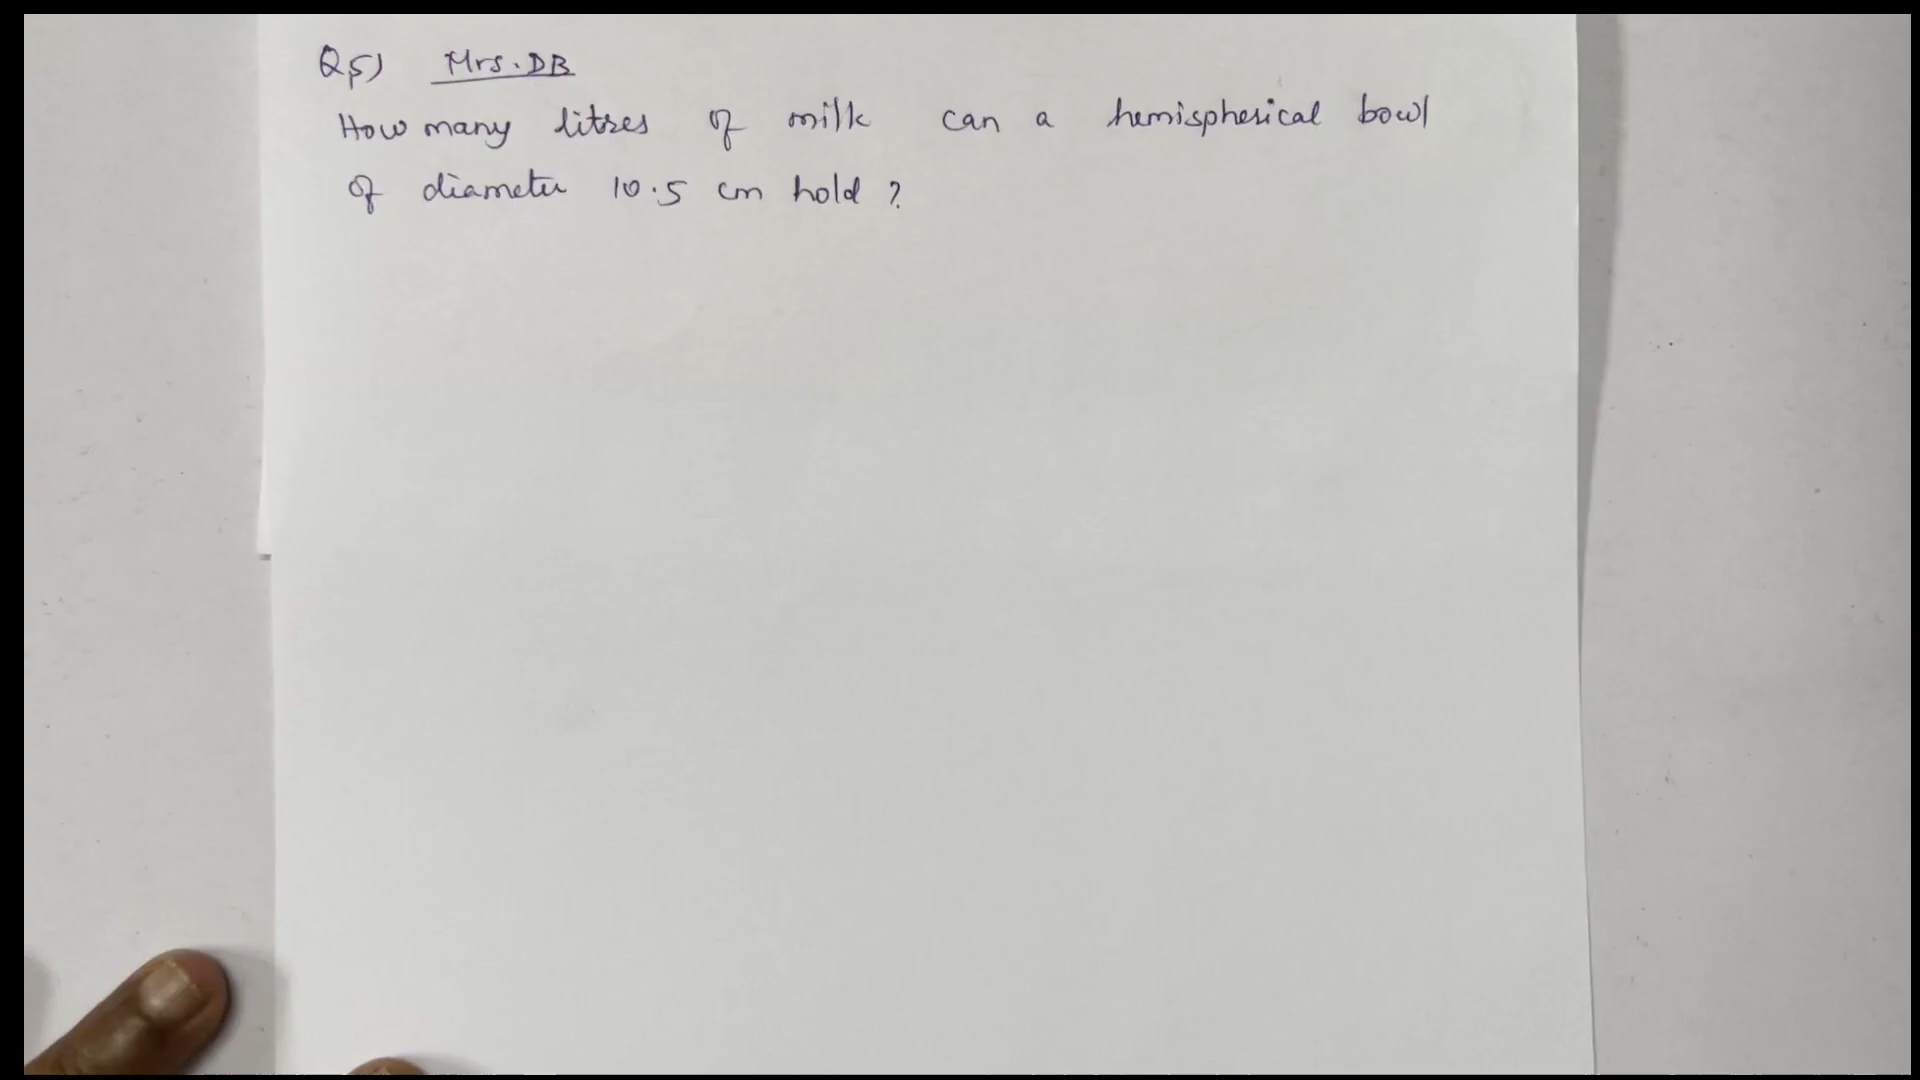 Q5) Mrs. DB
How many litres of milk can a hemispherical bowl
of diameter 10.5 cm hold ?